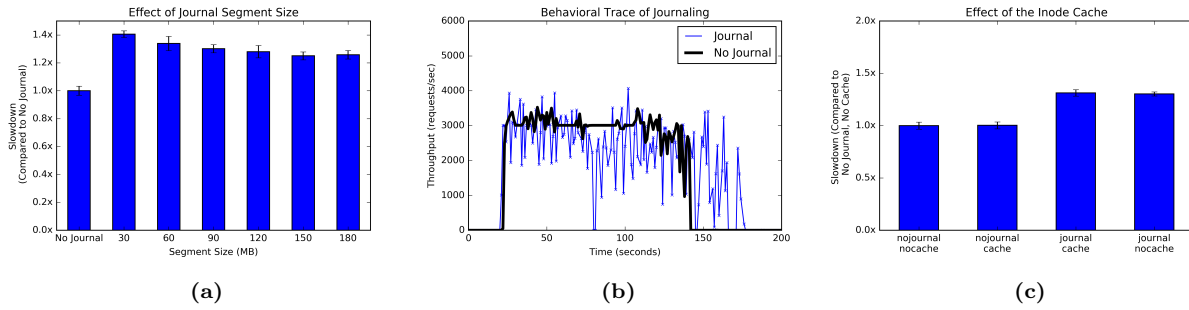 Effect of Journal Segment Size
1.4x
1.2x
1.0x
0.8x
0.6x
0.4x
0.2x
0.0x
Slowdown
(Compared to No Journal)
No Journal 30 60 90 120 150 180
Segment Size (MB)
(a)
Behavioral Trace of Journaling
6000
5000
4000
3000
2000
1000
0
Throughput (requests/sec)
Journal
No Journal
0 50 100 150 200
Time (seconds)
(b)
Effect of the Inode Cache
2.0x
1.5x
1.0x
0.5x
0.0x
Slowdown (Compared to
No Journal, No Cache)
nojournal nojournal journal journal
nocache cache cache nocache
(c)